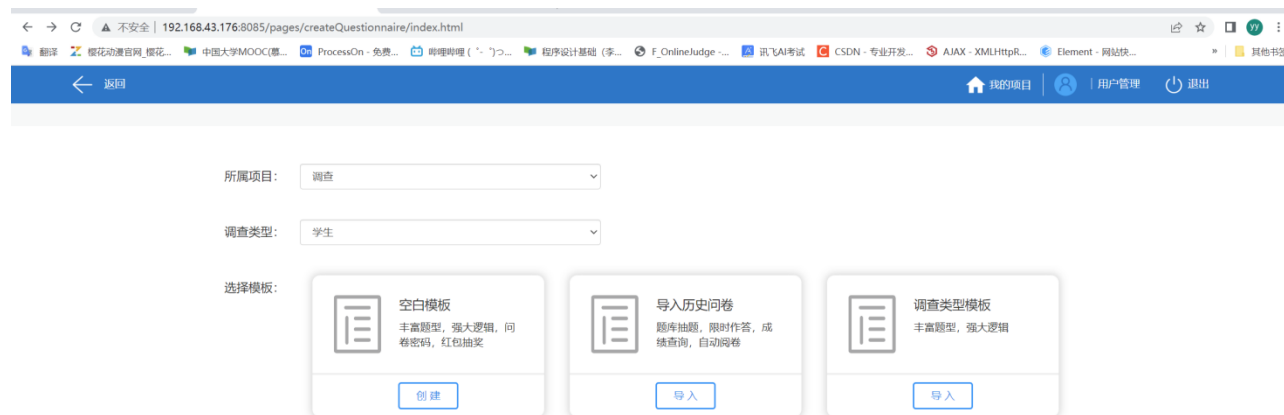 不安全 | 192.168.43.176:8085/pages/createQuestionnaire/index.html
yy
翻译 樱花动漫官网_樱花... 中国大学MOOC(慕... ProcessOn - 免费... 哔哩哔哩 ( ゜- ゜)つ... 程序设计基础 (李... F_OnlineJudge -... 讯飞AI考试 CSDN - 专业开发... AJAX - XMLHttpR... Element - 网站快... » 其他书签
返回 我的项目 | 用户管理 退出
所属项目: 调查
调查类型: 学生
选择模板:
空白模板
丰富题型,强大逻辑,问
卷密码,红包抽奖
创建
导入历史问卷
题库抽题,限时作答,成
绩查询,自动阅卷
导入
调查类型模板
丰富题型,强大逻辑
导入